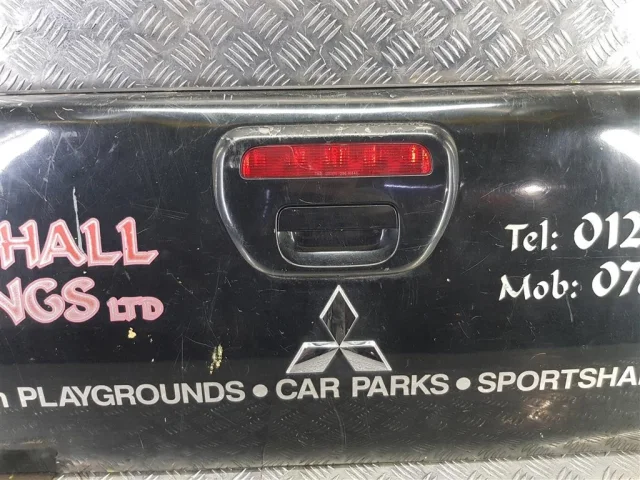 HALL
NGS LTD
Tel: 012
Mob: 07
PLAYGROUNDS • CAR PARKS • SPORTSHA